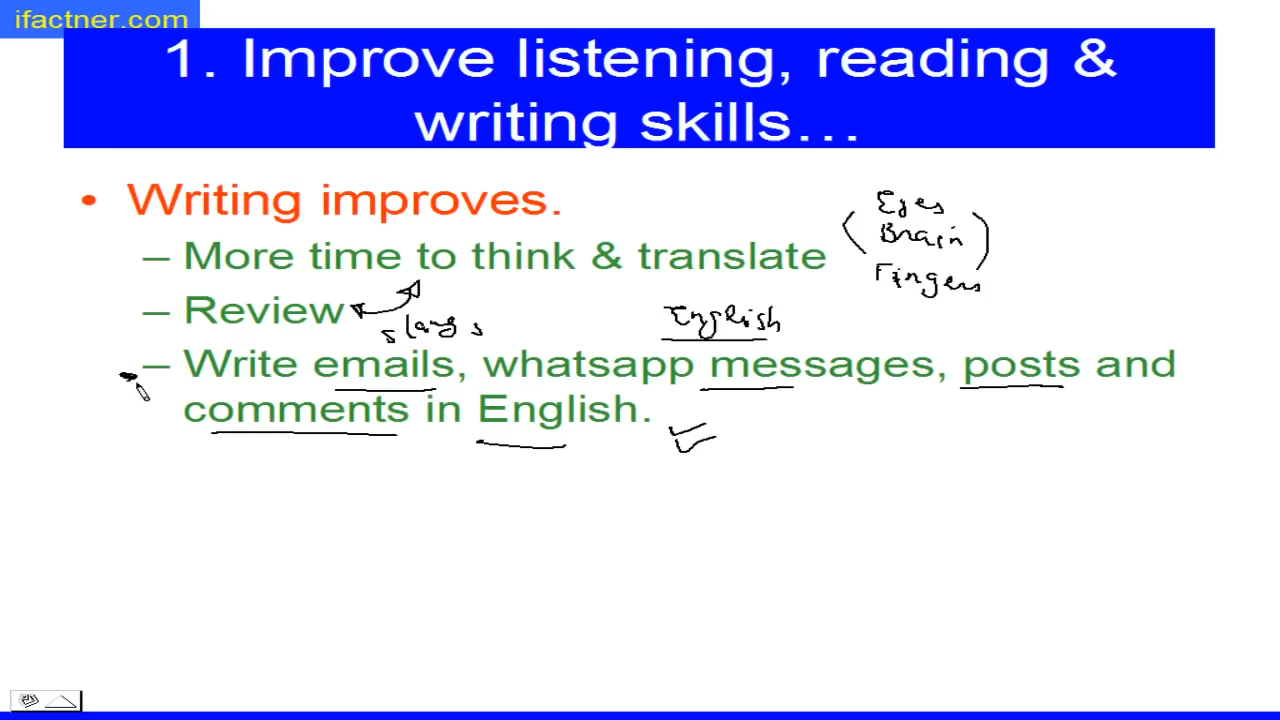 ifactner.com
1. Improve listening, reading &
writing skills…
• Writing improves.
– More time to think & translate
Eyes
Brain
Fingers
– Review
slangs
English
– Write emails, whatsapp messages, posts and
comments in English.